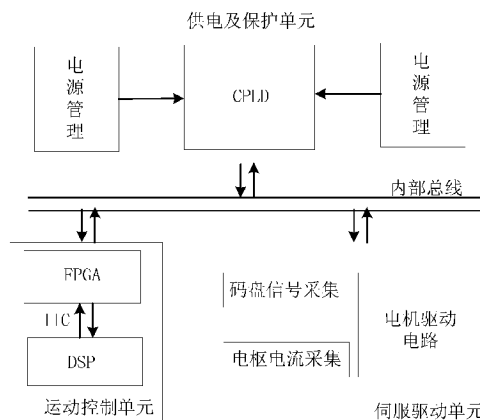 供电及保护单元
电源管理
CPLD
电源管理
内部总线
FPGA
IIC
DSP
运动控制单元
码盘信号采集
电枢电流采集
电机驱动
电路
伺服驱动单元